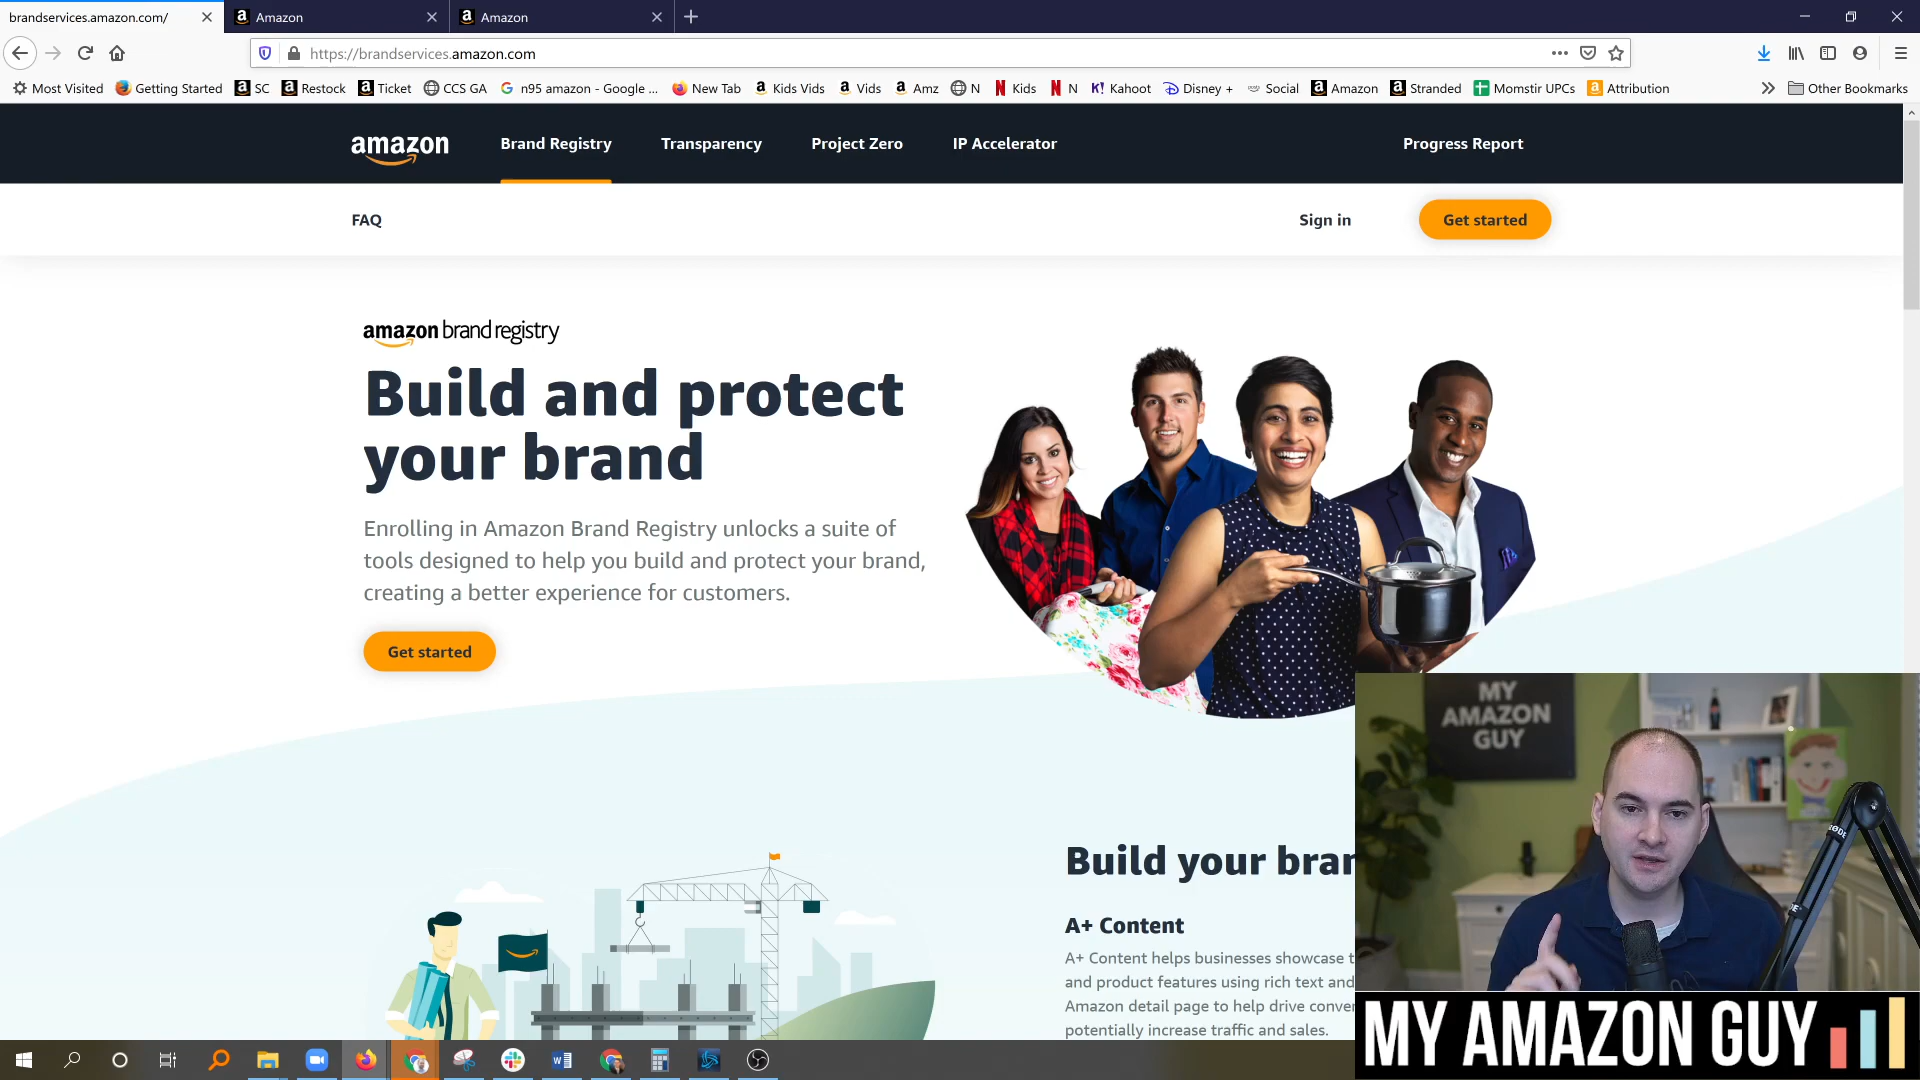 brandservices.amazon.com/
Amazon
Amazon
https://brandservices.amazon.com
Most Visited
Getting Started
SC
Restock
Ticket
CCS GA
n95 amazon - Google ...
New Tab
Kids Vids
Vids
Amz
N
Kids
N
Kahoot
Disney +
Social
Amazon
Stranded
Momstir UPCs
Attribution
Other Bookmarks
amazon
Brand Registry
Transparency
Project Zero
IP Accelerator
Progress Report
FAQ
Sign in
Get started
amazon brand registry
Build and protect
your brand
Enrolling in Amazon Brand Registry unlocks a suite of
tools designed to help you build and protect your brand,
creating a better experience for customers.
Get started
Build your bran
A+ Content
A+ Content helps businesses showcase t
and product features using rich text and
Amazon detail page to help drive conver
potentially increase traffic and sales.
MY
AMAZON
GUY
MY AMAZON GUY